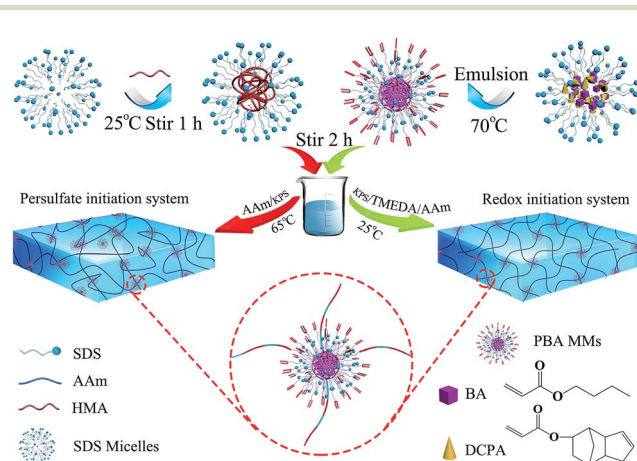 25°C Stir 1 h
Emulsion
70°C
Stir 2 h
Persulfate initiation system
AAm/KPS
65°C
KPS/TMEDA/AAm
25°C
Redox initiation system
SDS
AAm
HMA
SDS Micelles
PBA MMs
BA
O
O
DCPA
O
O